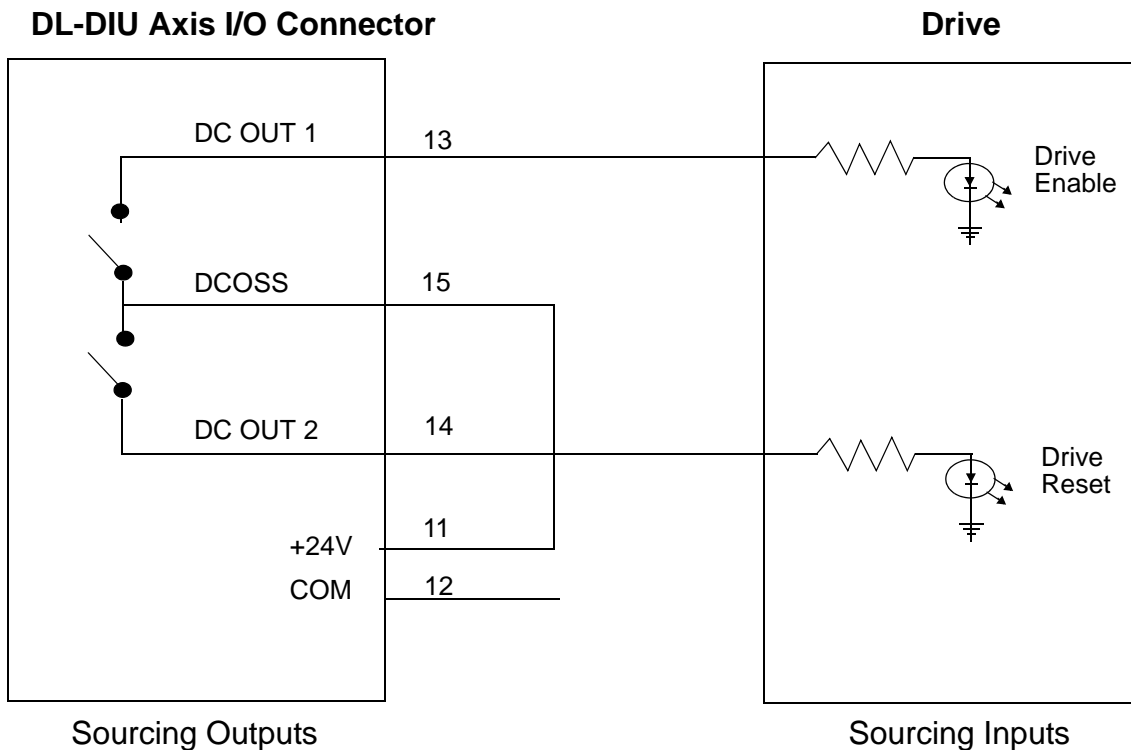 DL-DIU Axis I/O Connector
Drive
DC OUT 1
13
Drive
Enable
DCOSS
15
DC OUT 2
14
Drive
Reset
+24V
11
COM
12
Sourcing Outputs
Sourcing Inputs